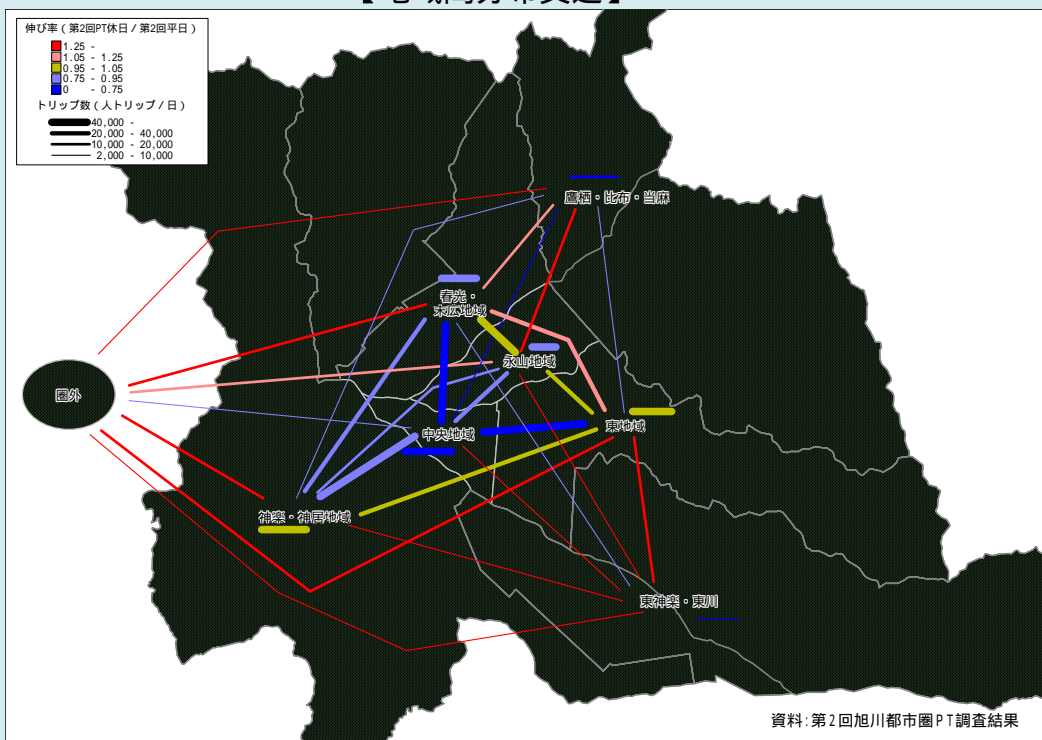 伸び率(第2回PT休日/第2回平日)
1.25 -
1.05 - 1.25
0.95 - 1.05
0.75 - 0.95
0 - 0.75
トリップ数(人トリップ/日)
40,000 -
20,000 - 40,000
10,000 - 20,000
2,000 - 10,000
鷹栖・比布・当麻
春光・
末広地域
永山地域
圏外
東地域
中央地域
神楽・神居地域
東神楽・東川
資料:第2回旭川都市圏PT調査結果